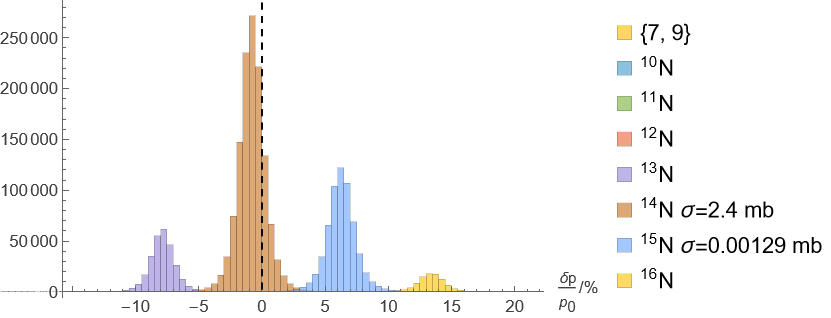 250 000
200 000
150 000
100 000
50 000
0
−10 −5 0 5 10 15 20
δp/p₀ /%
{7, 9}
¹⁰N
¹¹N
¹²N
¹³N
¹⁴N σ=2.4 mb
¹⁵N σ=0.00129 mb
¹⁶N